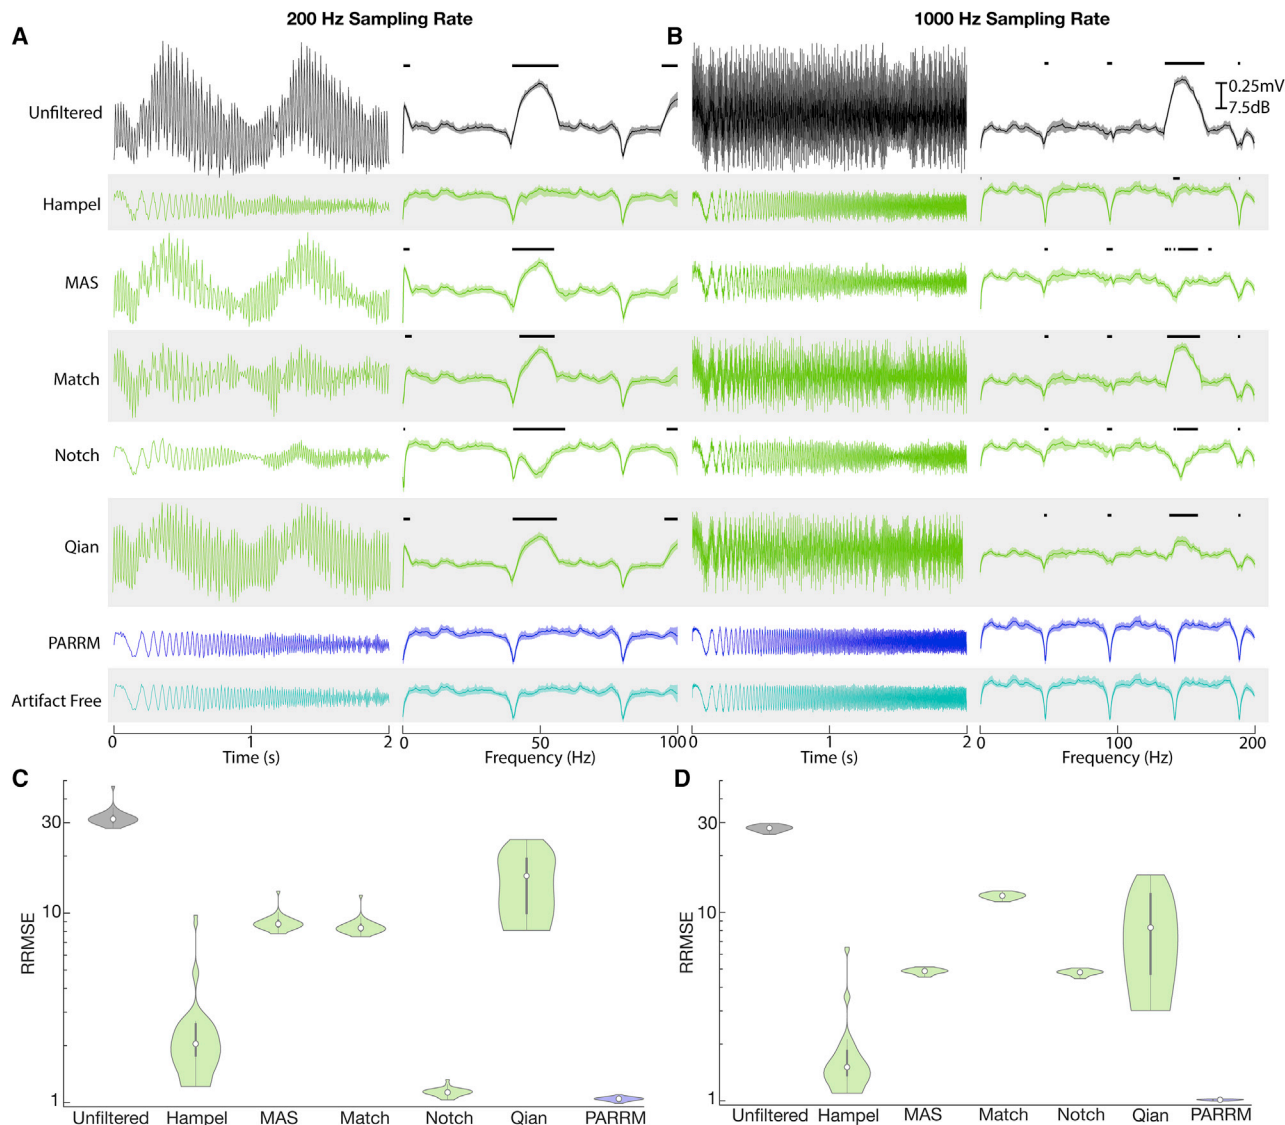 200 Hz Sampling Rate
1000 Hz Sampling Rate
A
B
Unfiltered
0.25mV
7.5dB
Hampel
MAS
Match
Notch
Qian
PARRM
Artifact Free
0 1 2 0 50 100 0 1 2 0 100 200
Time (s) Frequency (Hz) Time (s) Frequency (Hz)
C
30
10
1
RRMSE
Unfiltered Hampel MAS Match Notch Qian PARRM
D
30
10
1
RRMSE
Unfiltered Hampel MAS Match Notch Qian PARRM